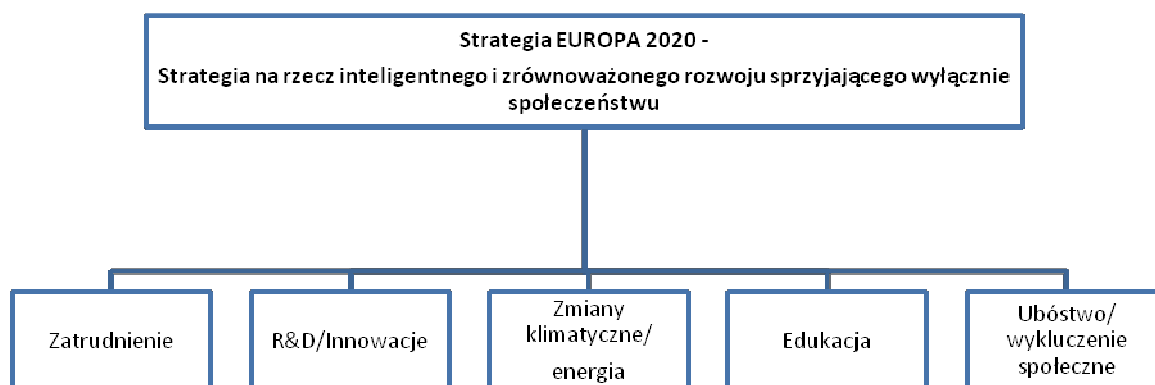 Strategia EUROPA 2020 -
Strategia na rzecz inteligentnego i zrównoważonego rozwoju sprzyjającego wyłącznie
społeczeństwu
Zatrudnienie
R&D/Innowacje
Zmiany
klimatyczne/
energia
Edukacja
Ubóstwo/
wykluczenie
społeczne